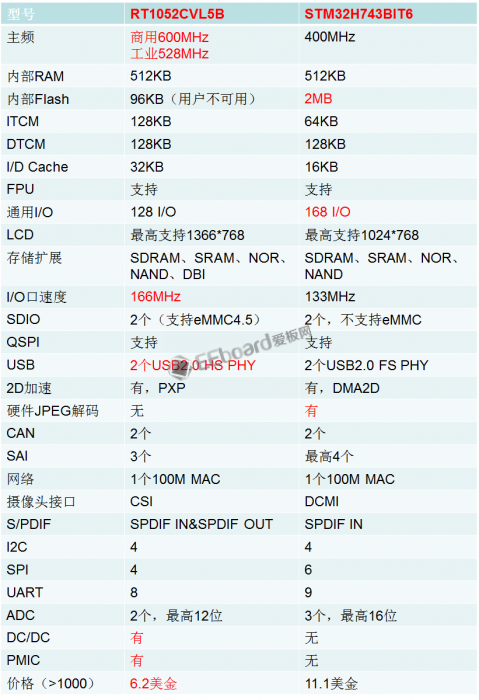 型号 RT1052CVL5B STM32H743BIT6
主频 商用600MHz 400MHz
工业528MHz
内部RAM 512KB 512KB
内部Flash 96KB（用户不可用） 2MB
ITCM 128KB 64KB
DTCM 128KB 128KB
I/D Cache 32KB 16KB
FPU 支持 支持
通用I/O 128 I/O 168 I/O
LCD 最高支持1366*768 最高支持1024*768
存储扩展 SDRAM、SRAM、NOR、 SDRAM、SRAM、NOR、
NAND、DBI NAND
I/O口速度 166MHz 133MHz
SDIO 2个（支持eMMC4.5） 2个，不支持eMMC
QSPI 支持 支持
EEboard爱板网
USB 2个USB2.0 HS PHY 2个USB2.0 FS PHY
2D加速 有，PXP 有，DMA2D
硬件JPEG解码 无 有
CAN 2个 2个
SAI 3个 最高4个
网络 1个100M MAC 1个100M MAC
摄像头接口 CSI DCMI
S/PDIF SPDIF IN&SPDIF OUT SPDIF IN
I2C 4 4
SPI 4 6
UART 8 9
ADC 2个，最高12位 3个，最高16位
DC/DC 有 无
PMIC 有 无
价格（>1000） 6.2美金 11.1美金